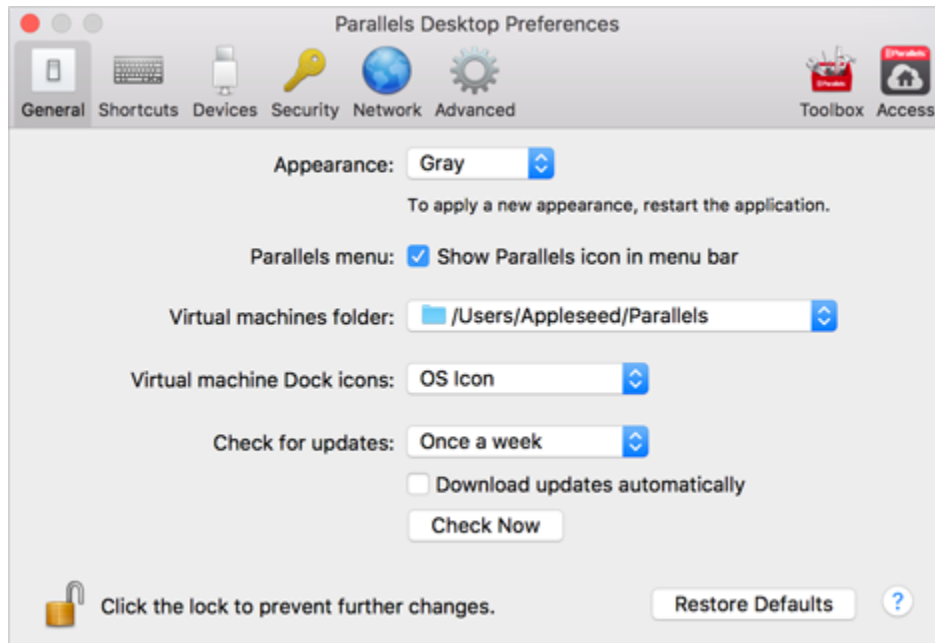 Parallels Desktop Preferences
General Shortcuts Devices Security Network Advanced Toolbox Access
Appearance: Gray
To apply a new appearance, restart the application.
Parallels menu: Show Parallels icon in menu bar
Virtual machines folder: /Users/Appleseed/Parallels
Virtual machine Dock icons: OS Icon
Check for updates: Once a week
Download updates automatically
Check Now
Click the lock to prevent further changes. Restore Defaults ?